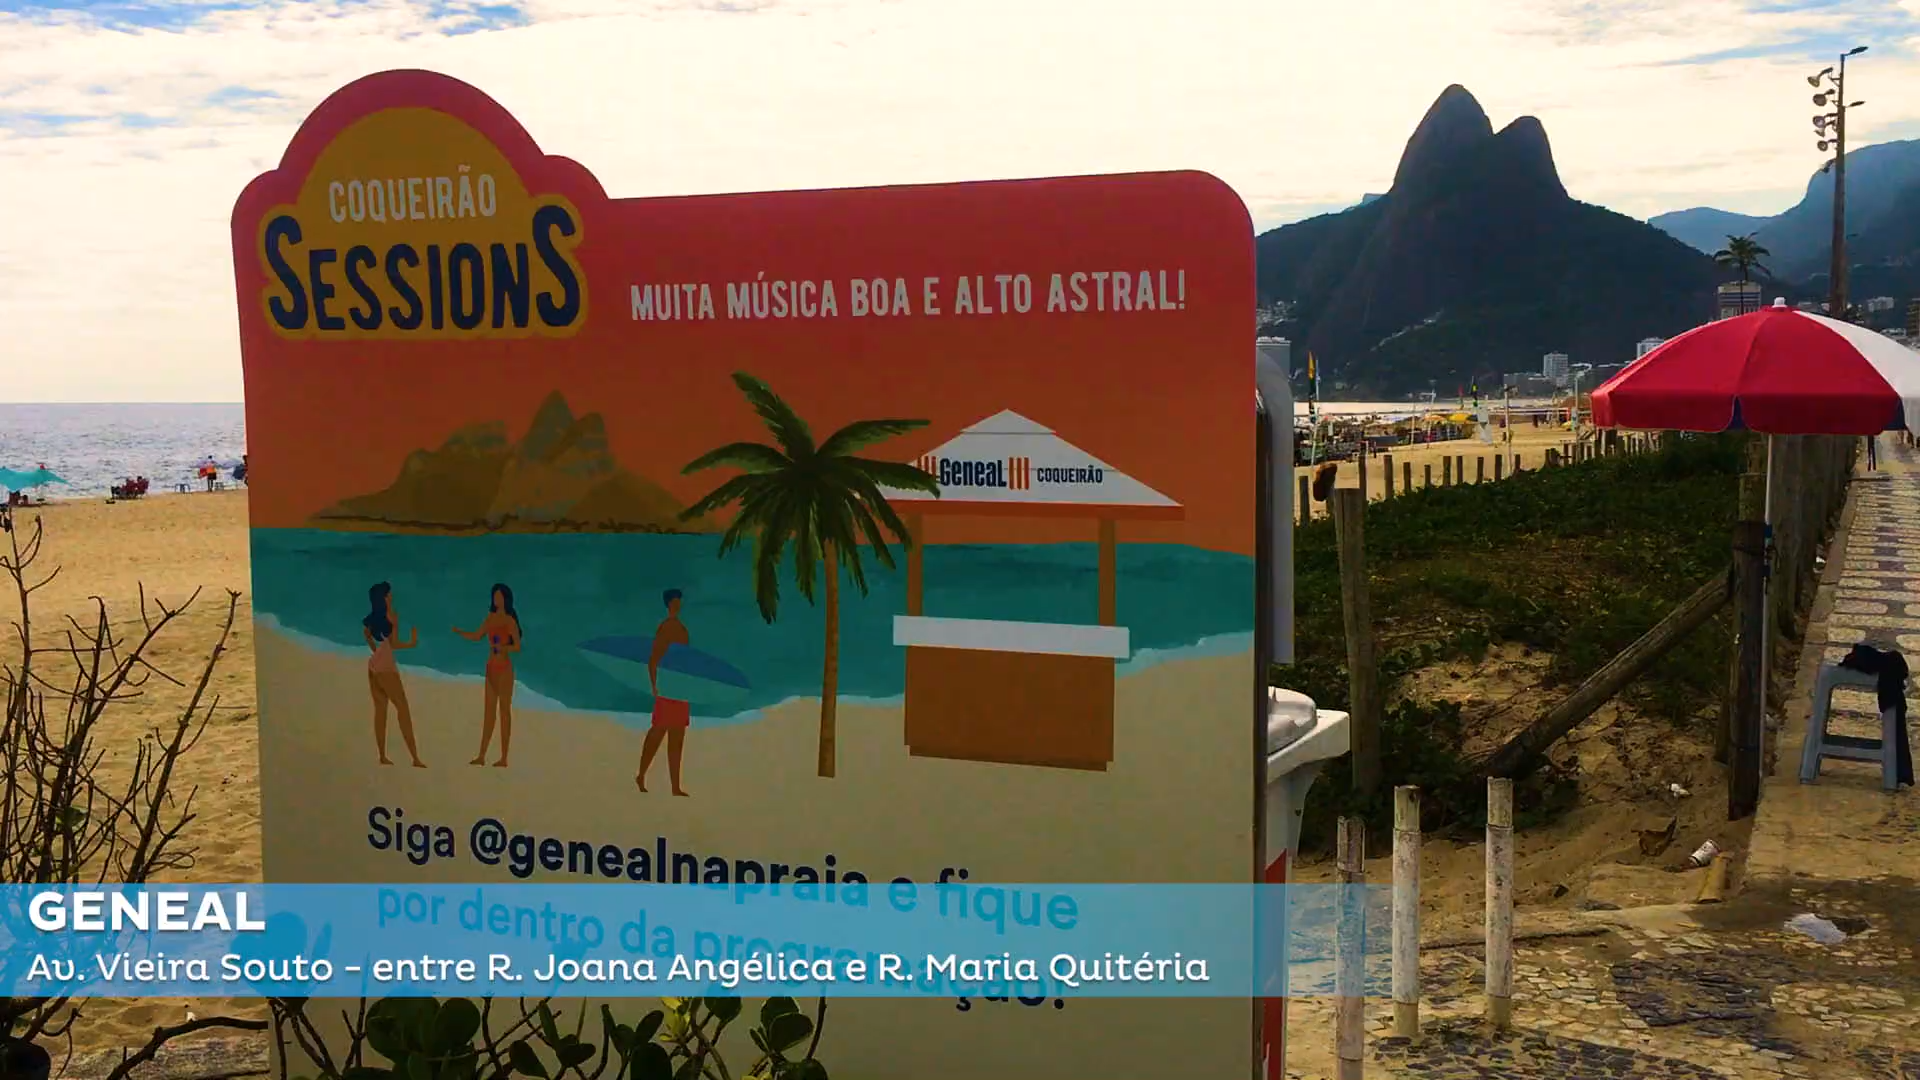 COQUEIRÃO
SESSIONS
MUITA MÚSICA BOA E ALTO ASTRAL!
GENEAL COQUEIRÃO
Siga @genealnapraia e fique
por dentro da programação!
GENEAL
Av. Vieira Souto - entre R. Joana Angélica e R. Maria Quitéria